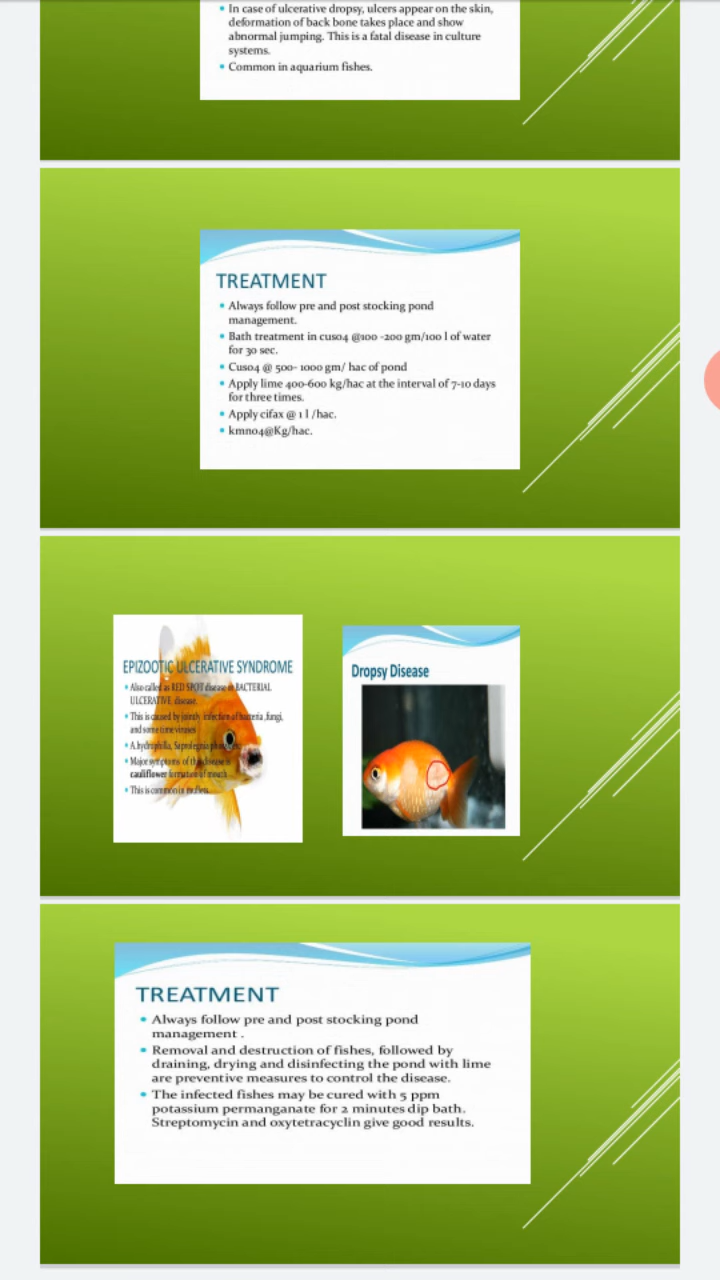 • In case of ulcerative dropsy, ulcers appear on the skin,
deformation of back bone takes place and show
abnormal jumping. This is a fatal disease in culture
systems.
• Common in aquarium fishes.
TREATMENT
• Always follow pre and post stocking pond
management.
• Bath treatment in cuso4 @100 -200 gm/100 l of water
for 30 sec.
• Cuso4 @ 500- 1000 gm/ hac of pond
• Apply lime 400-600 kg/hac at the interval of 7-10 days
for three times.
• Apply cifax @ 1 l /hac.
• kmno4@Kg/hac.
EPIZOOTIC ULCERATIVE SYNDROME
• Also called as RED SPOT disease or BACTERIAL
ULCERATIVE disease.
• This is caused by jointly infection of bacteria ,fungi,
and some time viruses
• A.hydrophilla, Saprolegnia
• Major symptoms of this disease is
cauliflower formation of mouth
• This is common in mullets.
Dropsy Disease
TREATMENT
• Always follow pre and post stocking pond
management .
• Removal and destruction of fishes, followed by
draining, drying and disinfecting the pond with lime
are preventive measures to control the disease.
• The infected fishes may be cured with 5 ppm
potassium permanganate for 2 minutes dip bath.
Streptomycin and oxytetracyclin give good results.